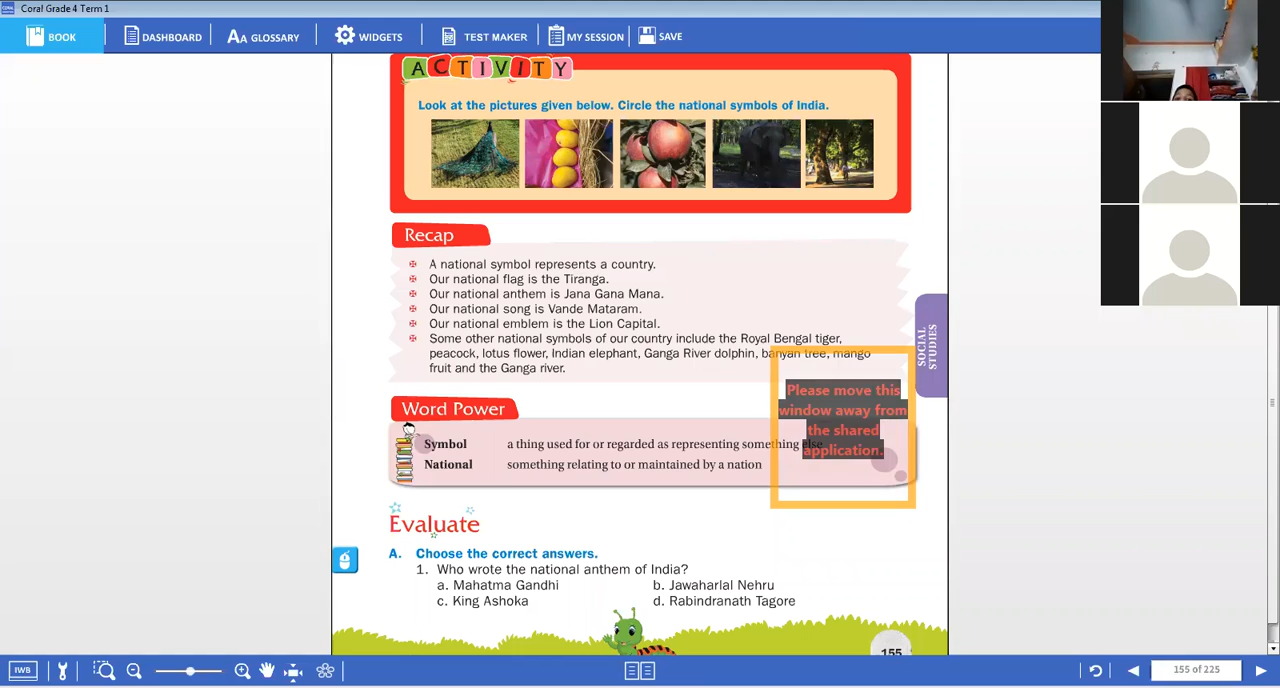 Coral Grade 4 Term 1
BOOK
DASHBOARD
AA GLOSSARY
WIDGETS
TEST MAKER
MY SESSION
SAVE
ACTIVITY
Look at the pictures given below. Circle the national symbols of India.
Recap
A national symbol represents a country.
Our national flag is the Tiranga.
Our national anthem is Jana Gana Mana.
Our national song is Vande Mataram.
Our national emblem is the Lion Capital.
Some other national symbols of our country include the Royal Bengal tiger,
peacock, lotus flower, Indian elephant, Ganga River dolphin, banyan tree, mango
fruit and the Ganga river.
SOCIAL
STUDIES
Please move this
window away from
the shared
application.
Word Power
Symbol a thing used for or regarded as representing something else
National something relating to or maintained by a nation
Evaluate
A. Choose the correct answers.
1. Who wrote the national anthem of India?
a. Mahatma Gandhi b. Jawaharlal Nehru
c. King Ashoka d. Rabindranath Tagore
155
IWB
155 of 225